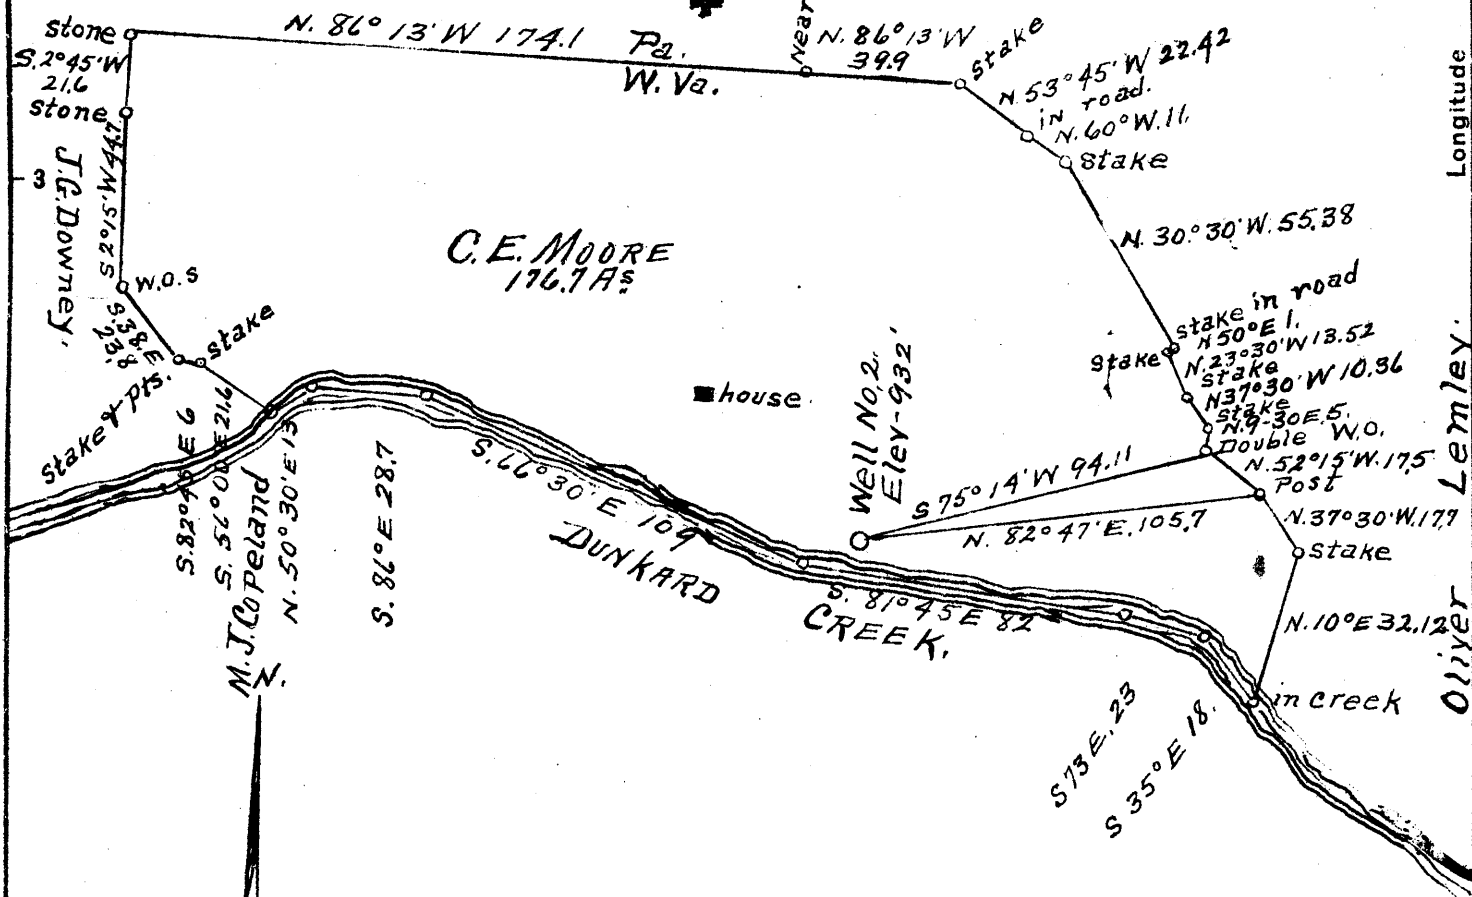 stone
S. 2° 45' W
21.6
stone
N. 86° 13' W 174.1
Pa.
W. Va.
Near
N. 86° 13' W
39.9
stake
N. 53° 45' W 22.42
in road.
N. 60° W. 11.
stake
Longitude
3
J.G. Downey.
S 2° 15' W 44.7
W.O.S
S. 38. E
23.8
stake
stake & pts.
C. E. MOORE
176.7 As
N. 30.° 30' W. 55.38
stake in road
N 50° E 1.
stake
N. 23° 30' W 13.52
stake
N 37° 30' W 10.36
stake
N. 9-30 E. 5.
Double W.O.
N. 52° 15' W. 17.5
Post
N. 37° 30' W. 17.7
stake
N. 10° E 32.12
in creek
Oliver Lemley.
house
Well No. 2.
Elev-932'
S 75° 14' W 94.11
N. 82° 47' E. 105.7
S. 82° 45 E 6
S. 56° 0 E 21.6
M. J. CoPeland
N. 50° 30' E 13
S. 86° E 28.7
S. 66° 30' E 109
DUNKARD
CREEK.
S. 81° 45 E 82
S 73 E. 23
S 35° E 18.
N.